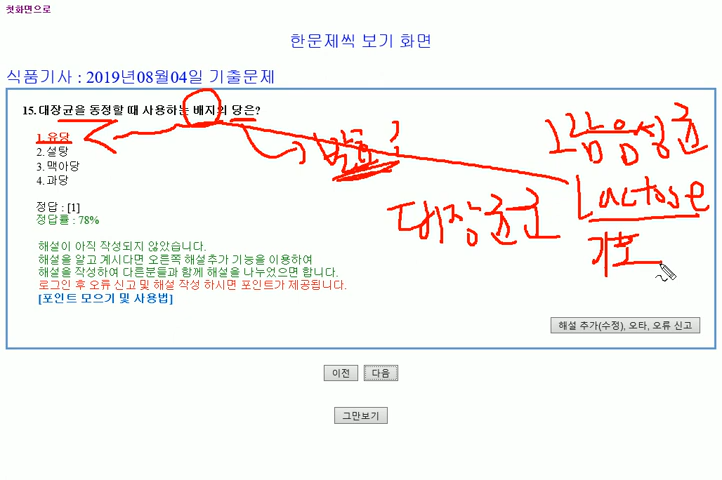 첫화면으로
한문제씩 보기 화면
식품기사 : 2019년08월04일 기출문제
15. 대장균을 동정할 때 사용하는 배지의 당은?
1. 유당
2. 설탕
3. 맥아당
4. 과당
정답 : [1]
정답률 : 78%
해설이 아직 작성되지 않았습니다.
해설을 알고 계시다면 오른쪽 해설추가 기능을 이용하여
해설을 작성하여 다른분들과 함께 해설을 나누었으면 합니다.
로그인 후 오류 신고 및 해설 작성 하시면 포인트가 제공됩니다.
[포인트 모으기 및 사용법]
발효?
그람음성균
대장균군
Lactose
해설 추가(수정), 오타, 오류 신고
이전
다음
그만보기